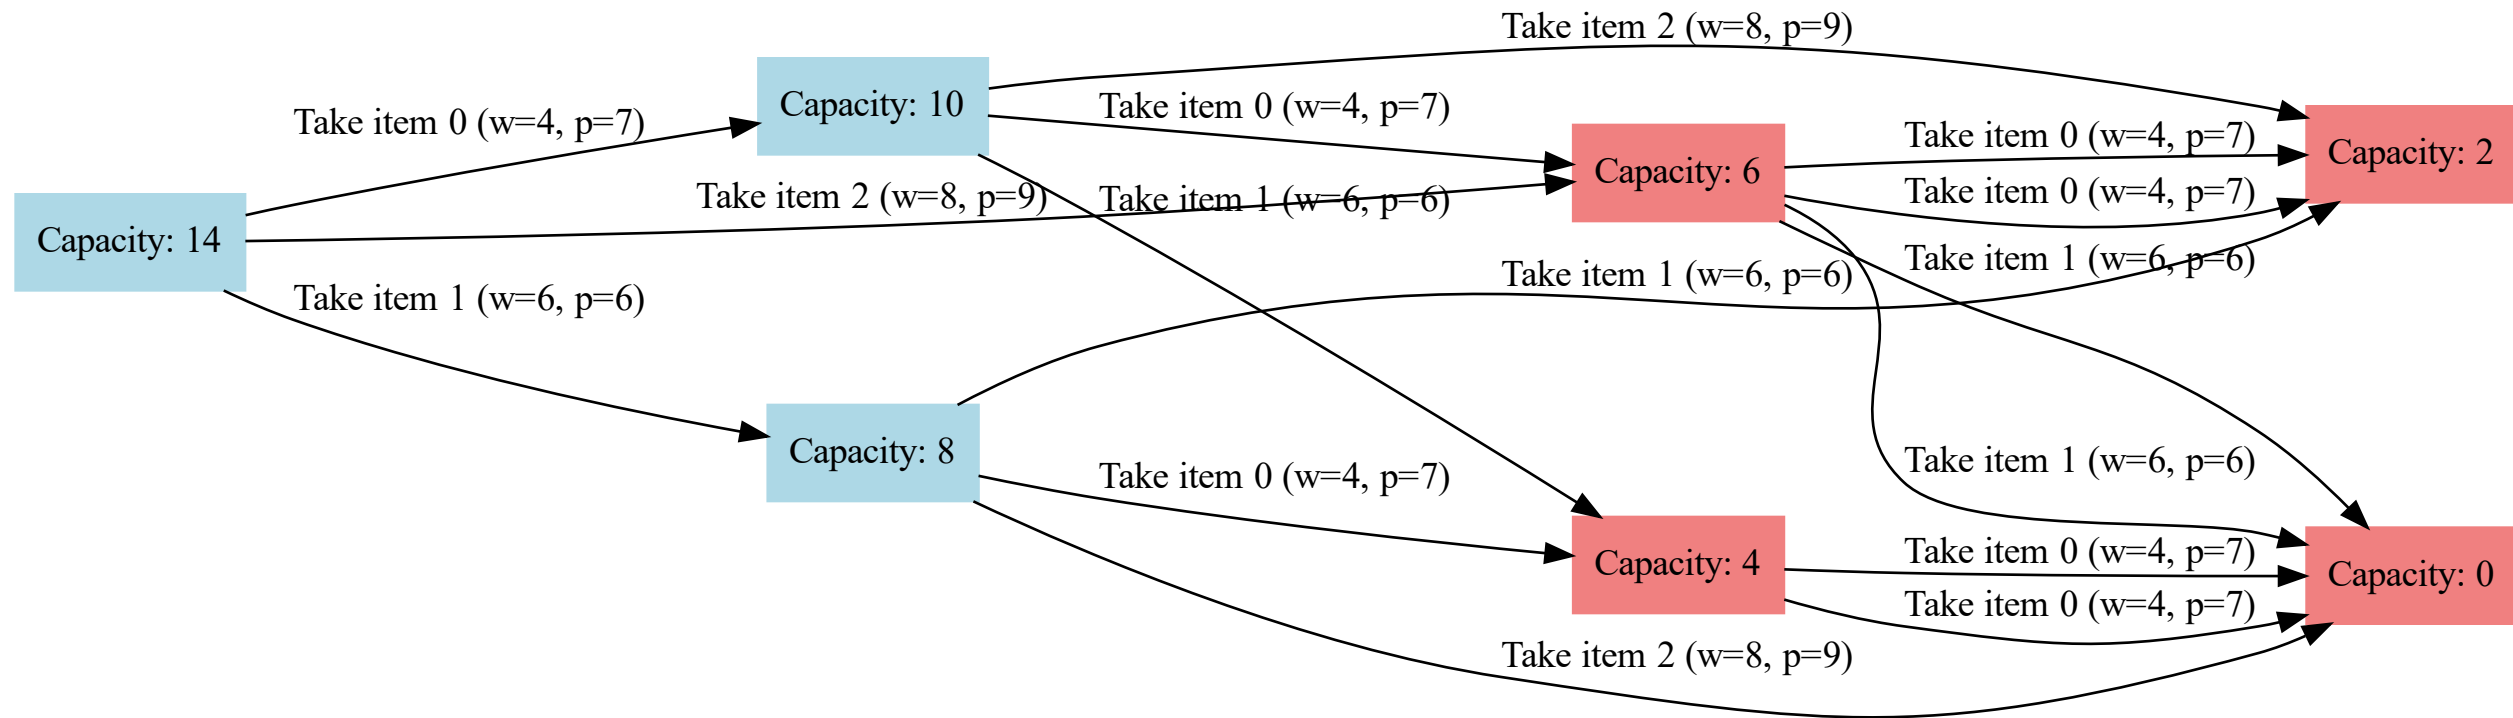 Take item 2 (w=8, p=9)
Capacity: 10
Take item 0 (w=4, p=7)
Take item 0 (w=4, p=7)
Take item 0 (w=4, p=7)
Capacity: 2
Capacity: 6
Take item 2 (w=8, p=9)
Take item 1 (w=6, p=6)
Take item 0 (w=4, p=7)
Capacity: 14
Take item 1 (w=6, p=6)
Take item 1 (w=6, p=6)
Take item 1 (w=6, p=6)
Capacity: 8
Take item 0 (w=4, p=7)
Take item 1 (w=6, p=6)
Capacity: 4
Take item 0 (w=4, p=7)
Capacity: 0
Take item 0 (w=4, p=7)
Take item 2 (w=8, p=9)